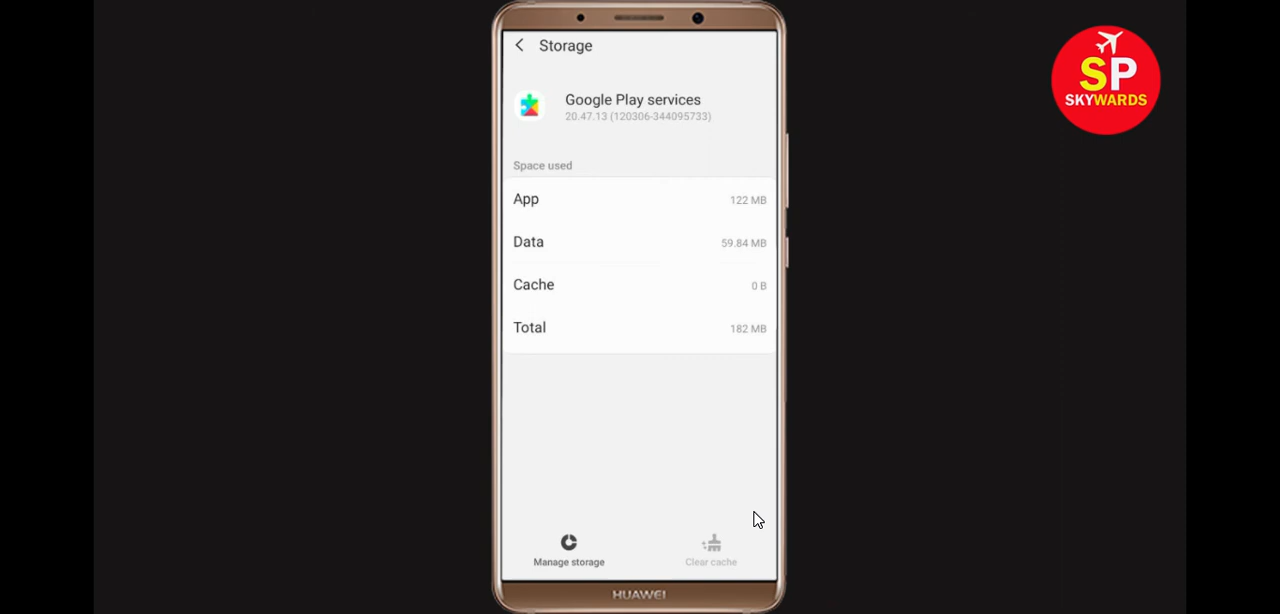 Storage
Google Play services
20.47.13 (120306-344095733)
Space used
App 122 MB
Data 59.84 MB
Cache 0 B
Total 182 MB
Manage storage Clear cache
HUAWEI
SP
SKYWARDS